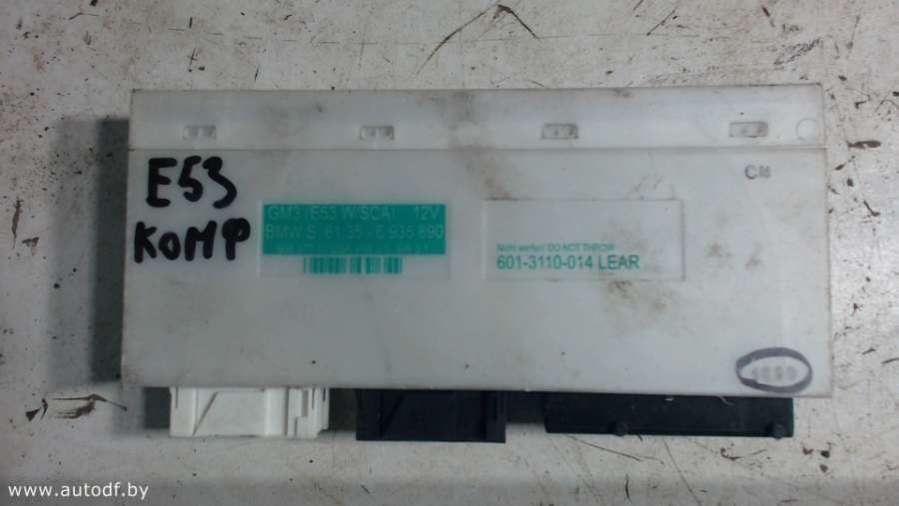 CM
E53
КОМФ
GM3 (E53 W/SCA) 12V
BMW S. 61.35 - 6 935 890
Nicht werfen! DO NOT THROW
601-3110-014 LEAR
www.autodf.by